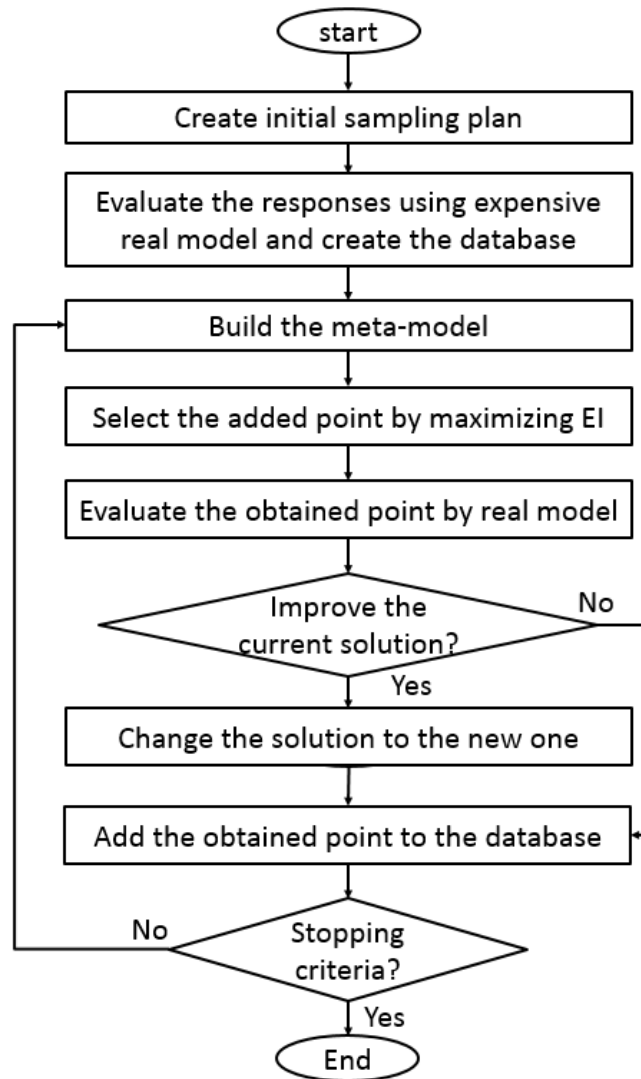 start
Create initial sampling plan
Evaluate the responses using expensive
real model and create the database
Build the meta-model
Select the added point by maximizing EI
Evaluate the obtained point by real model
Improve the
current solution?
No
Yes
Change the solution to the new one
Add the obtained point to the database
No
Stopping
criteria?
Yes
End